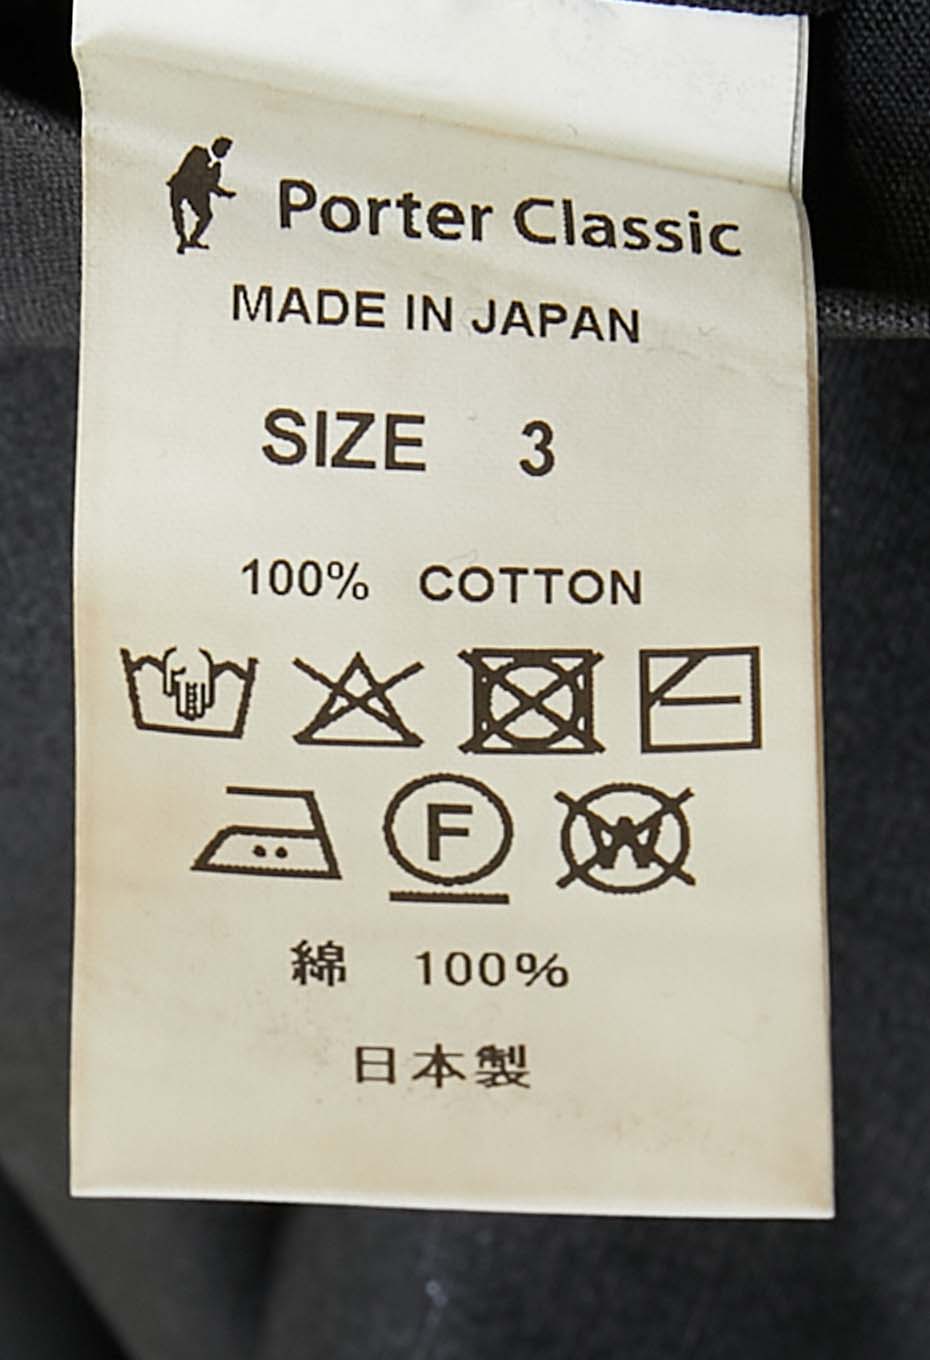 Porter Classic
MADE IN JAPAN
SIZE 3
100% COTTON
F W
綿 100%
日本製